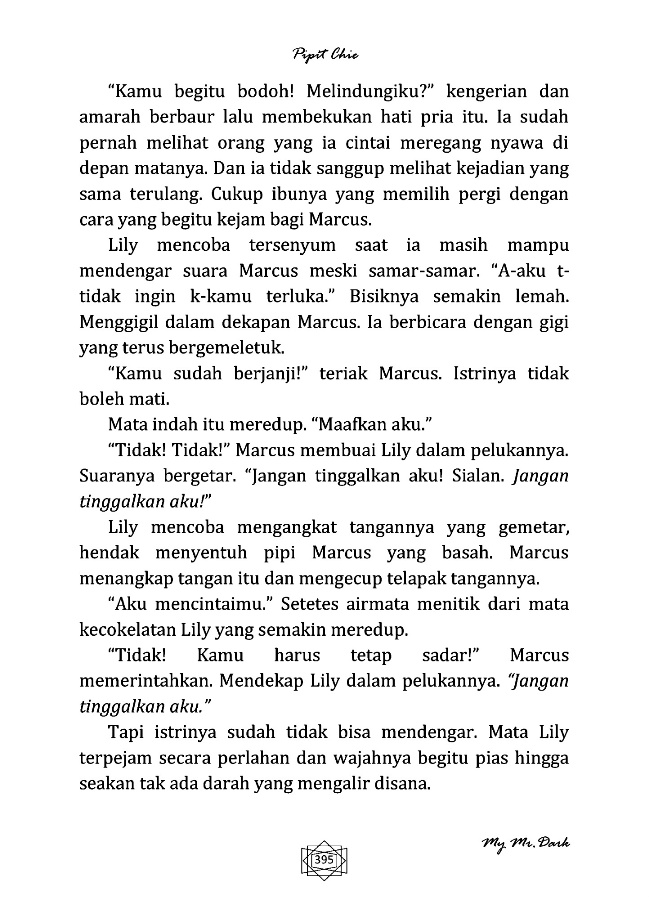 Pipit Chie
“Kamu begitu bodoh! Melindungiku?” kengerian dan
amarah berbaur lalu membekukan hati pria itu. Ia sudah
pernah melihat orang yang ia cintai meregang nyawa di
depan matanya. Dan ia tidak sanggup melihat kejadian yang
sama terulang. Cukup ibunya yang memilih pergi dengan
cara yang begitu kejam bagi Marcus.
Lily mencoba tersenyum saat ia masih mampu
mendengar suara Marcus meski samar-samar. “A-aku t-
tidak ingin k-kamu terluka.” Bisiknya semakin lemah.
Menggigil dalam dekapan Marcus. Ia berbicara dengan gigi
yang terus bergemeletuk.
“Kamu sudah berjanji!” teriak Marcus. Istrinya tidak
boleh mati.
Mata indah itu meredup. “Maafkan aku.”
“Tidak! Tidak!” Marcus membuai Lily dalam pelukannya.
Suaranya bergetar. “Jangan tinggalkan aku! Sialan. Jangan
tinggalkan aku!”
Lily mencoba mengangkat tangannya yang gemetar,
hendak menyentuh pipi Marcus yang basah. Marcus
menangkap tangan itu dan mengecup telapak tangannya.
“Aku mencintaimu.” Setetes airmata menitik dari mata
kecokelatan Lily yang semakin meredup.
“Tidak! Kamu harus tetap sadar!” Marcus
memerintahkan. Mendekap Lily dalam pelukannya. “Jangan
tinggalkan aku.”
Tapi istrinya sudah tidak bisa mendengar. Mata Lily
terpejam secara perlahan dan wajahnya begitu pias hingga
seakan tak ada darah yang mengalir disana.
My Mr. Dark
395